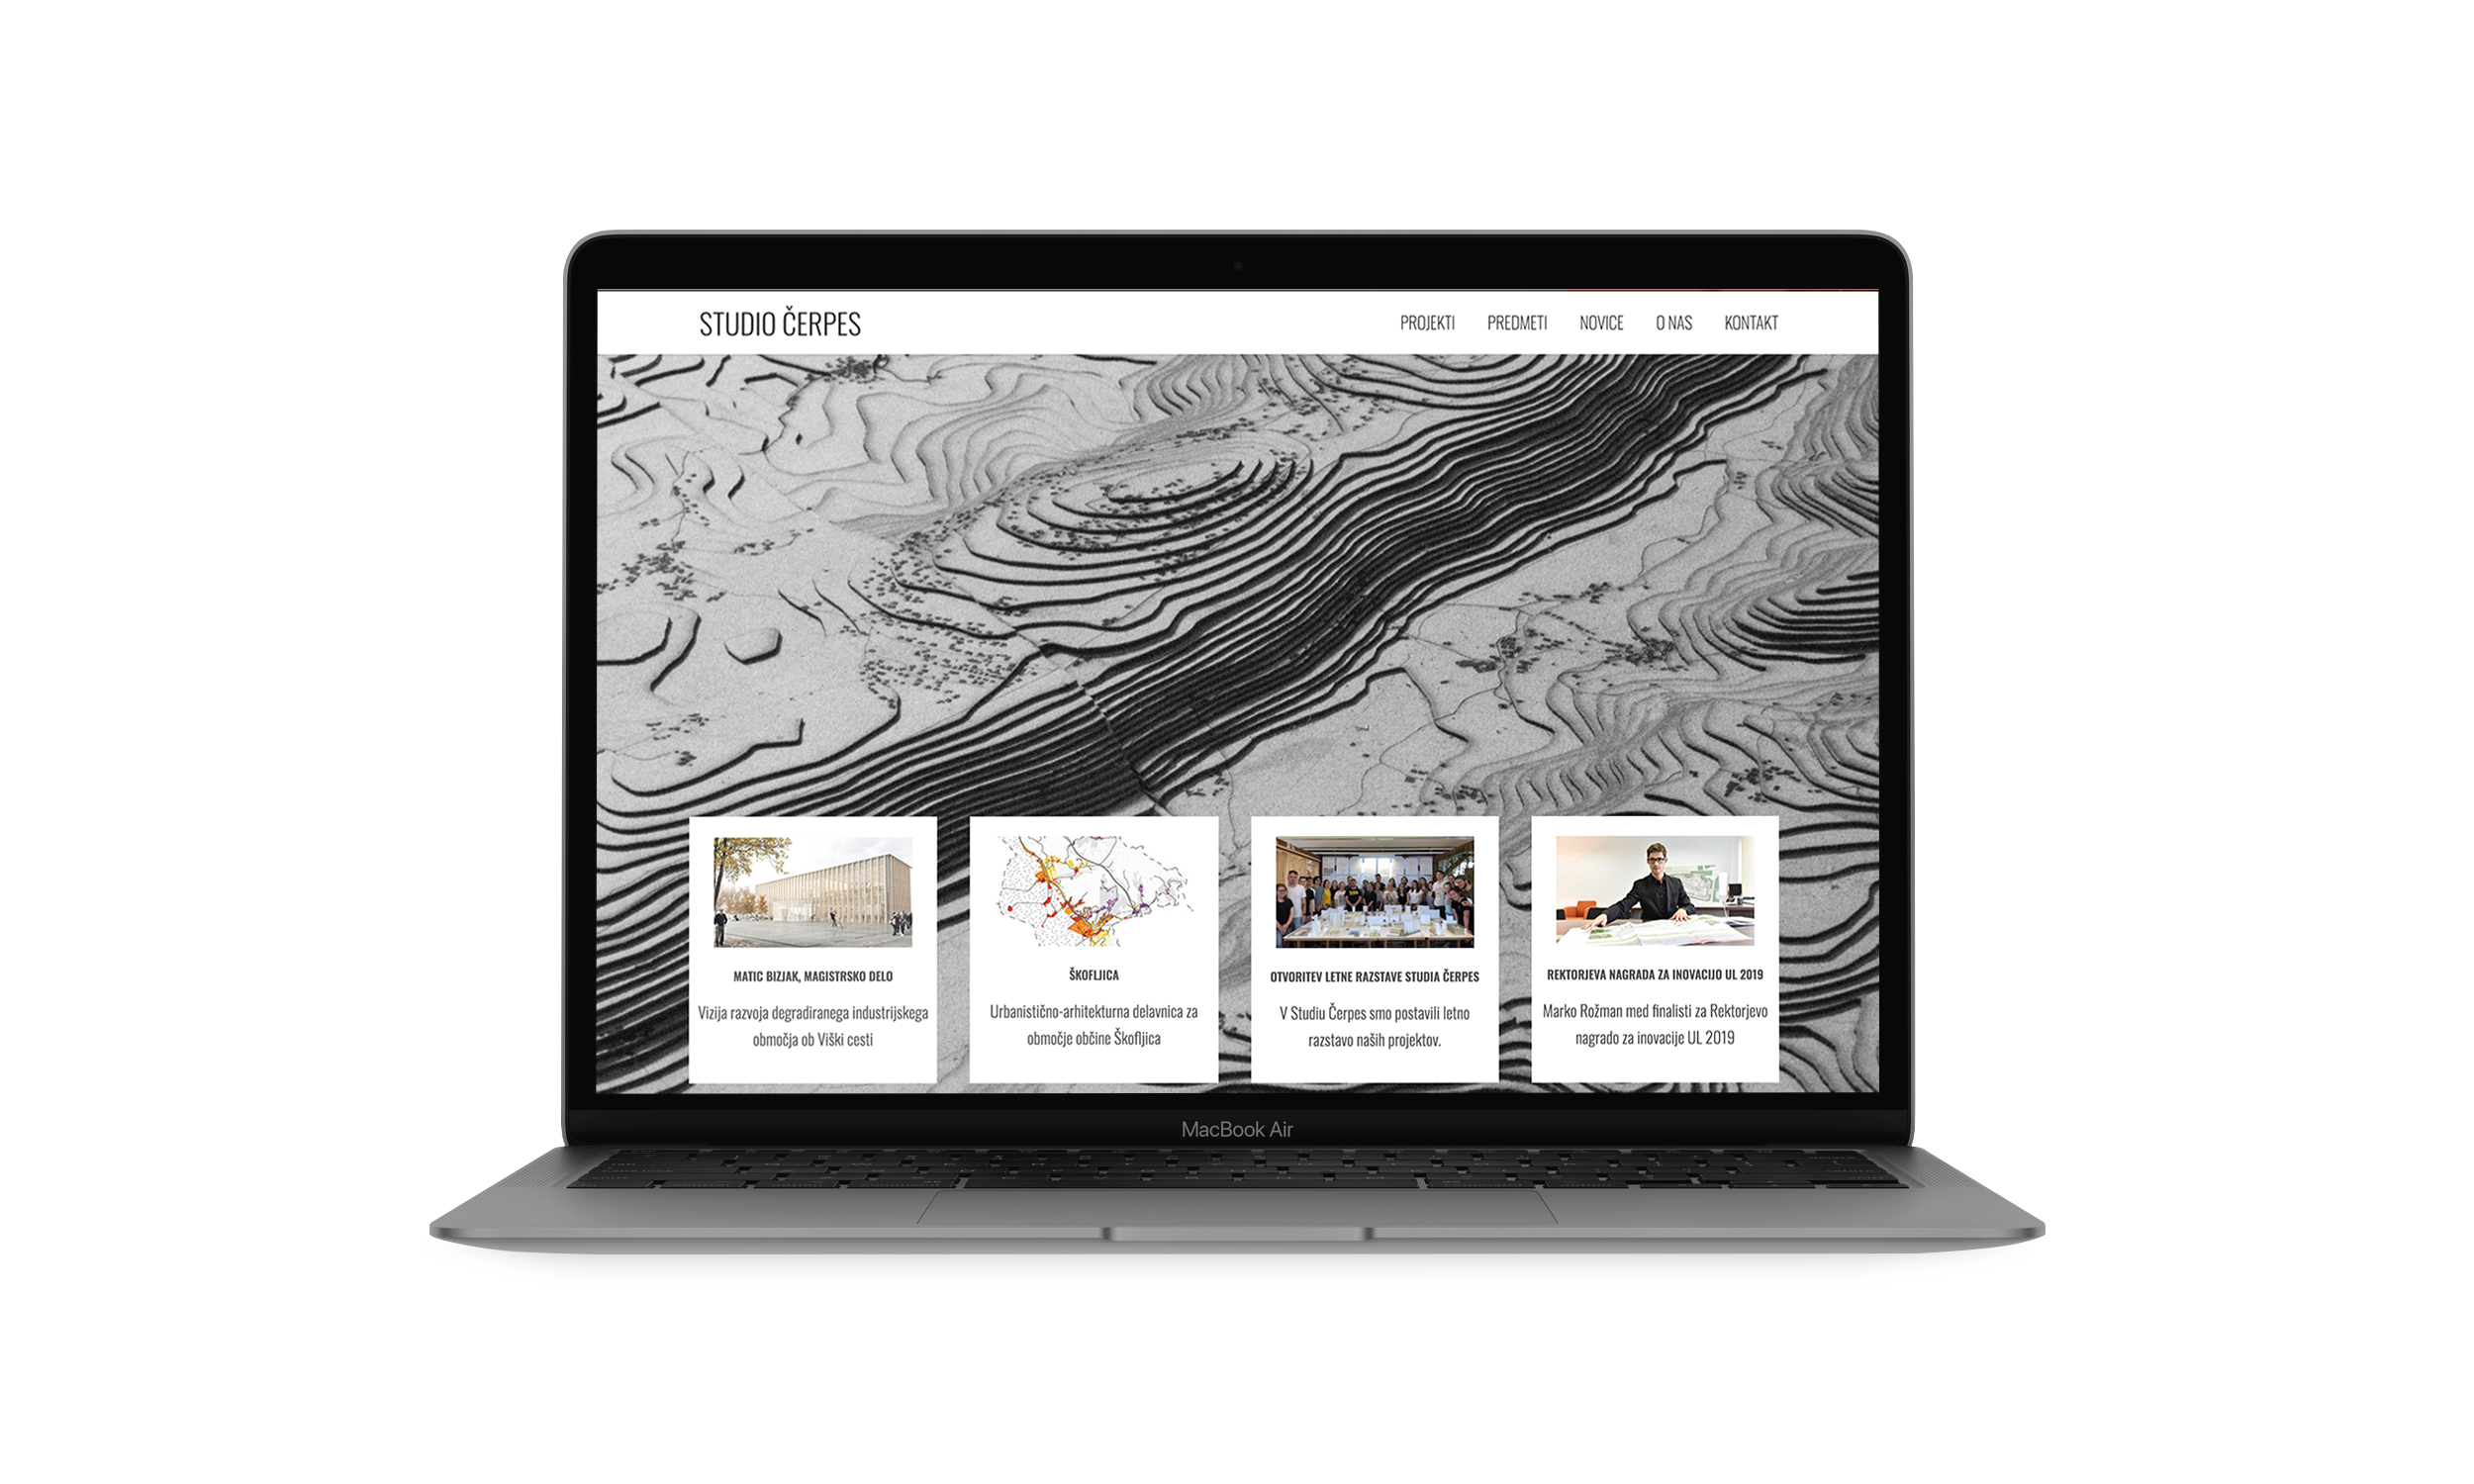 STUDIO ČERPES
PROJEKTI PREDMETI NOVICE O NAS KONTAKT
MATIC BIZJAK, MAGISTRSKO DELO
Vizija razvoja degradiranega industrijskega
območja ob Viški cesti
ŠKOFLJICA
Urbanistično-arhitekturna delavnica za
območje občine Škofljica
OTVORITEV LETNE RAZSTAVE STUDIA ČERPES
V Studiu Čerpes smo postavili letno
razstavo naših projektov.
REKTORJEVA NAGRADA ZA INOVACIJO UL 2019
Marko Rožman med finalisti za Rektorjevo
nagrado za inovacije UL 2019
MacBook Air